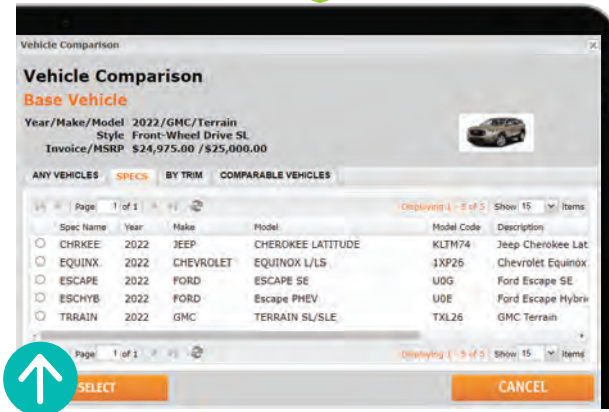 Vehicle Comparison
Vehicle Comparison
Base Vehicle
Year/Make/Model 2022/GMC/Terrain
Style Front-Wheel Drive SL
Invoice/MSRP $24,975.00 /$25,000.00
ANY VEHICLES SPECS BY TRIM COMPARABLE VEHICLES
Page 1 of 1 Displaying 1 - 5 of 5 Show 15 items
Spec Name Year Make Model Model Code Description
CHRKEE 2022 JEEP CHEROKEE LATITUDE KLTM74 Jeep Cherokee Lat
EQUINX 2022 CHEVROLET EQUINOX L/LS 1XP26 Chevrolet Equinox
ESCAPE 2022 FORD ESCAPE SE U0G Ford Escape SE
ESCHYB 2022 FORD Escape PHEV U0E Ford Escape Hybri
TRRAIN 2022 GMC TERRAIN SL/SLE TXL26 GMC Terrain
Page 1 of 1 Displaying 1 - 5 of 5 Show 15 items
SELECT CANCEL